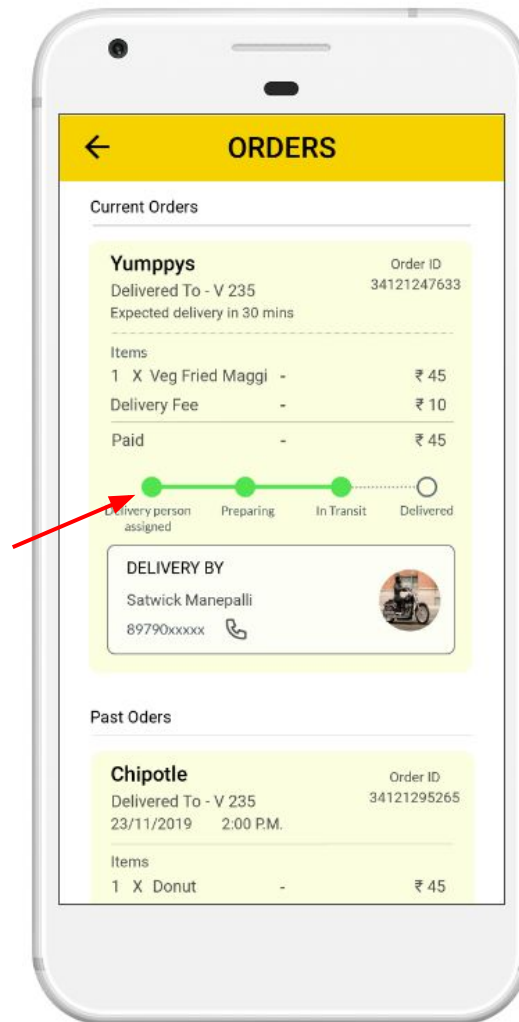 ORDERS
Current Orders
Yumppys
Order ID
Delivered To - V 235
34121247633
Expected delivery in 30 mins
Items
1 X Veg Fried Maggi - ₹ 45
Delivery Fee - ₹ 10
Paid - ₹ 45
Delivery person assigned
Preparing
In Transit
Delivered
DELIVERY BY
Satwick Manepalli
89790xxxxx
Past Oders
Chipotle
Order ID
Delivered To - V 235
34121295265
23/11/2019 2:00 P.M.
Items
1 X Donut - ₹ 45